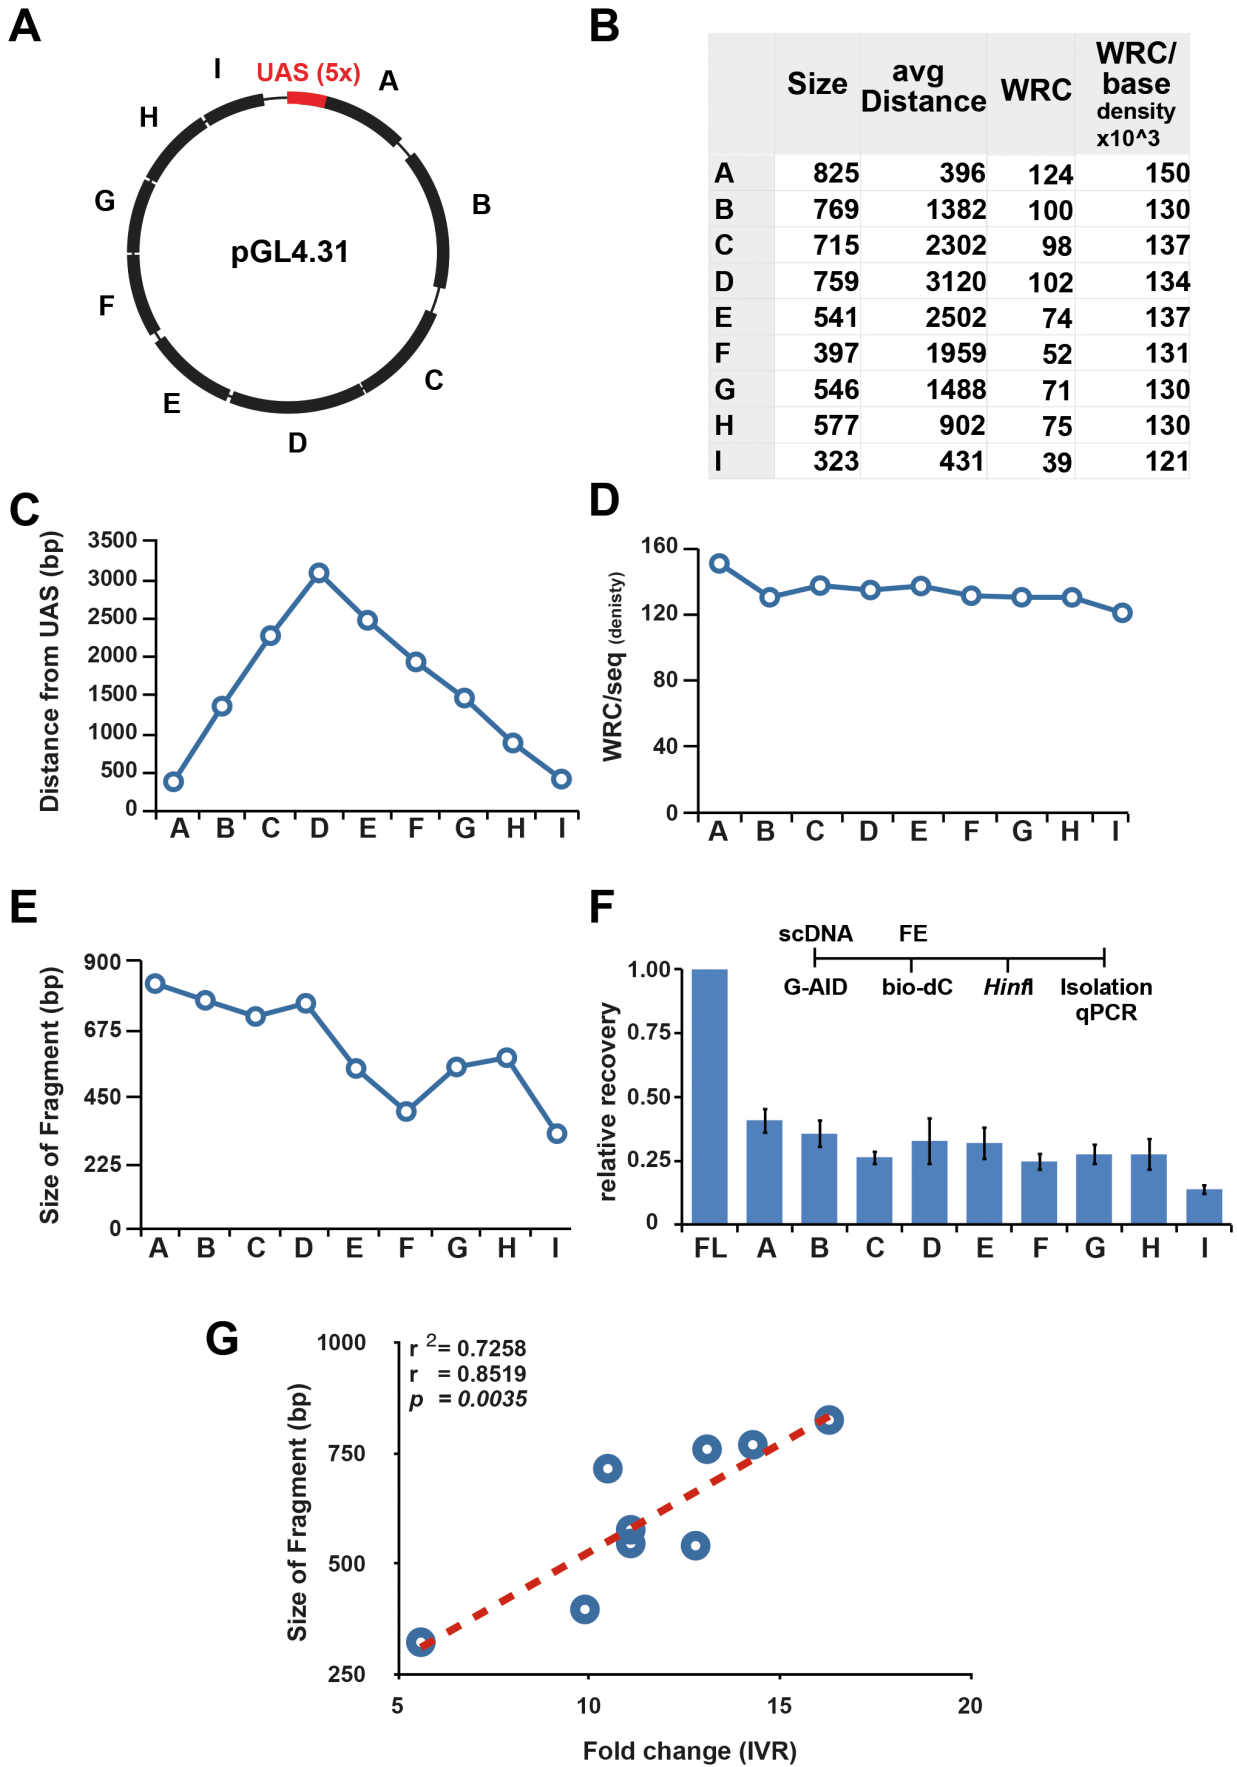 A
UAS (5x)
I
A
H
G
B
pGL4.31
F
C
E
D
B
Size avg Distance WRC WRC/ base density x10^3
A 825 396 124 150
B 769 1382 100 130
C 715 2302 98 137
D 759 3120 102 134
E 541 2502 74 137
F 397 1959 52 131
G 546 1488 71 130
H 577 902 75 130
I 323 431 39 121
C
Distance from UAS (bp)
3500
3000
2500
2000
1500
1000
500
0
A B C D E F G H I
D
WRC/seq (denisty)
160
120
80
40
0
A B C D E F G H I
E
Size of Fragment (bp)
900
675
450
225
0
A B C D E F G H I
F
scDNA FE
G-AID bio-dC HinfI Isolation
qPCR
relative recovery
1.00
0.75
0.50
0.25
0
FL A B C D E F G H I
G
r 2= 0.7258
r = 0.8519
p = 0.0035
Size of Fragment (bp)
1000
750
500
250
5 10 15 20
Fold change (IVR)